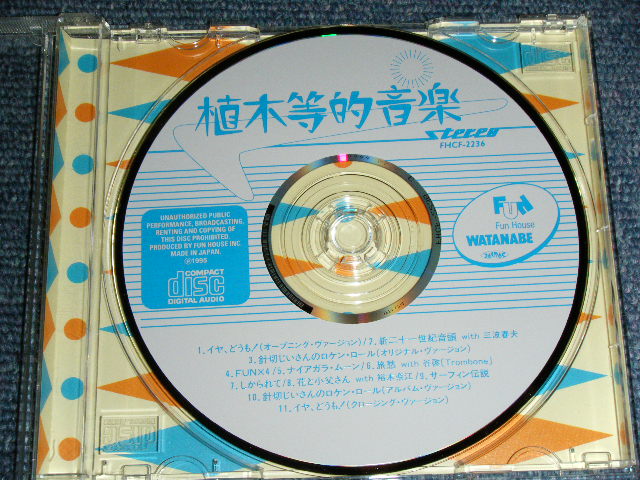 植木等的音楽
stereo
FHCF-2236
FUN
Fun House
WATANABE
UNAUTHORIZED PUBLIC
PERFORMANCE, BROADCASTING,
RENTING AND COPYING OF
THIS DISC PROHIBITED.
PRODUCED BY FUN HOUSE INC.
MADE IN JAPAN.
Ⓟ1995
COMPACT
disc
DIGITAL AUDIO
1.イヤ、どうも!(オープニング・ヴァージョン)/2.新二十一世紀音頭 with 三波春夫
3.針切じいさんのロケン・ロール(オリジナル・ヴァージョン)
4.FUN×4/5.ナイアガラ・ムーン/6.旅愁 with 谷啓(Trombone)
7.しかられて/8.花と小父さん with 裕木奈江/9.サーフィン伝説
10.針切じいさんのロケン・ロール(アルバム・ヴァージョン)
11.イヤ、どうも!(クロージング・ヴァージョン)